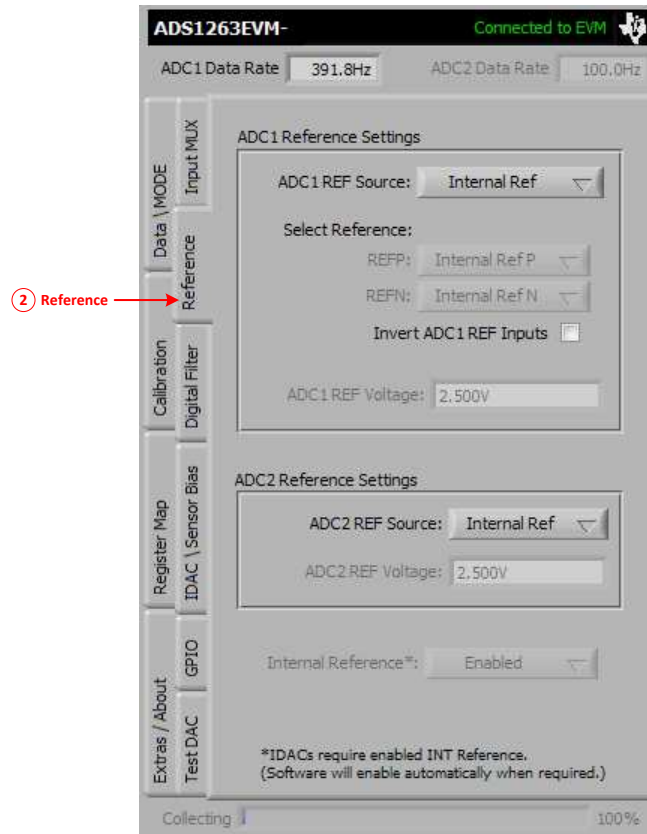 ADS1263EVM- Connected to EVM
ADC1 Data Rate 391.8Hz ADC2 Data Rate 100.0Hz
Data \ MODE
Calibration
Register Map
Extras / About
Input MUX
Reference
Digital Filter
IDAC \ Sensor Bias
GPIO
Test DAC
2 Reference
ADC1 Reference Settings
ADC1 REF Source: Internal Ref
Select Reference:
REFP: Internal Ref P
REFN: Internal Ref N
Invert ADC1 REF Inputs
ADC1 REF Voltage: 2.500V
ADC2 Reference Settings
ADC2 REF Source: Internal Ref
ADC2 REF Voltage: 2.500V
Internal Reference*: Enabled
*IDACs require enabled INT Reference.
(Software will enable automatically when required.)
Collecting 100%